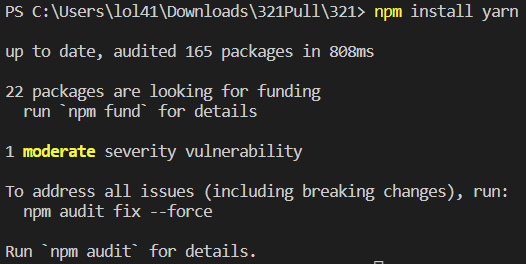 PS C:\Users\lol41\Downloads\321Pull\321> npm install yarn
up to date, audited 165 packages in 808ms
22 packages are looking for funding
  run `npm fund` for details
1 moderate severity vulnerability
To address all issues (including breaking changes), run:
  npm audit fix --force
Run `npm audit` for details.